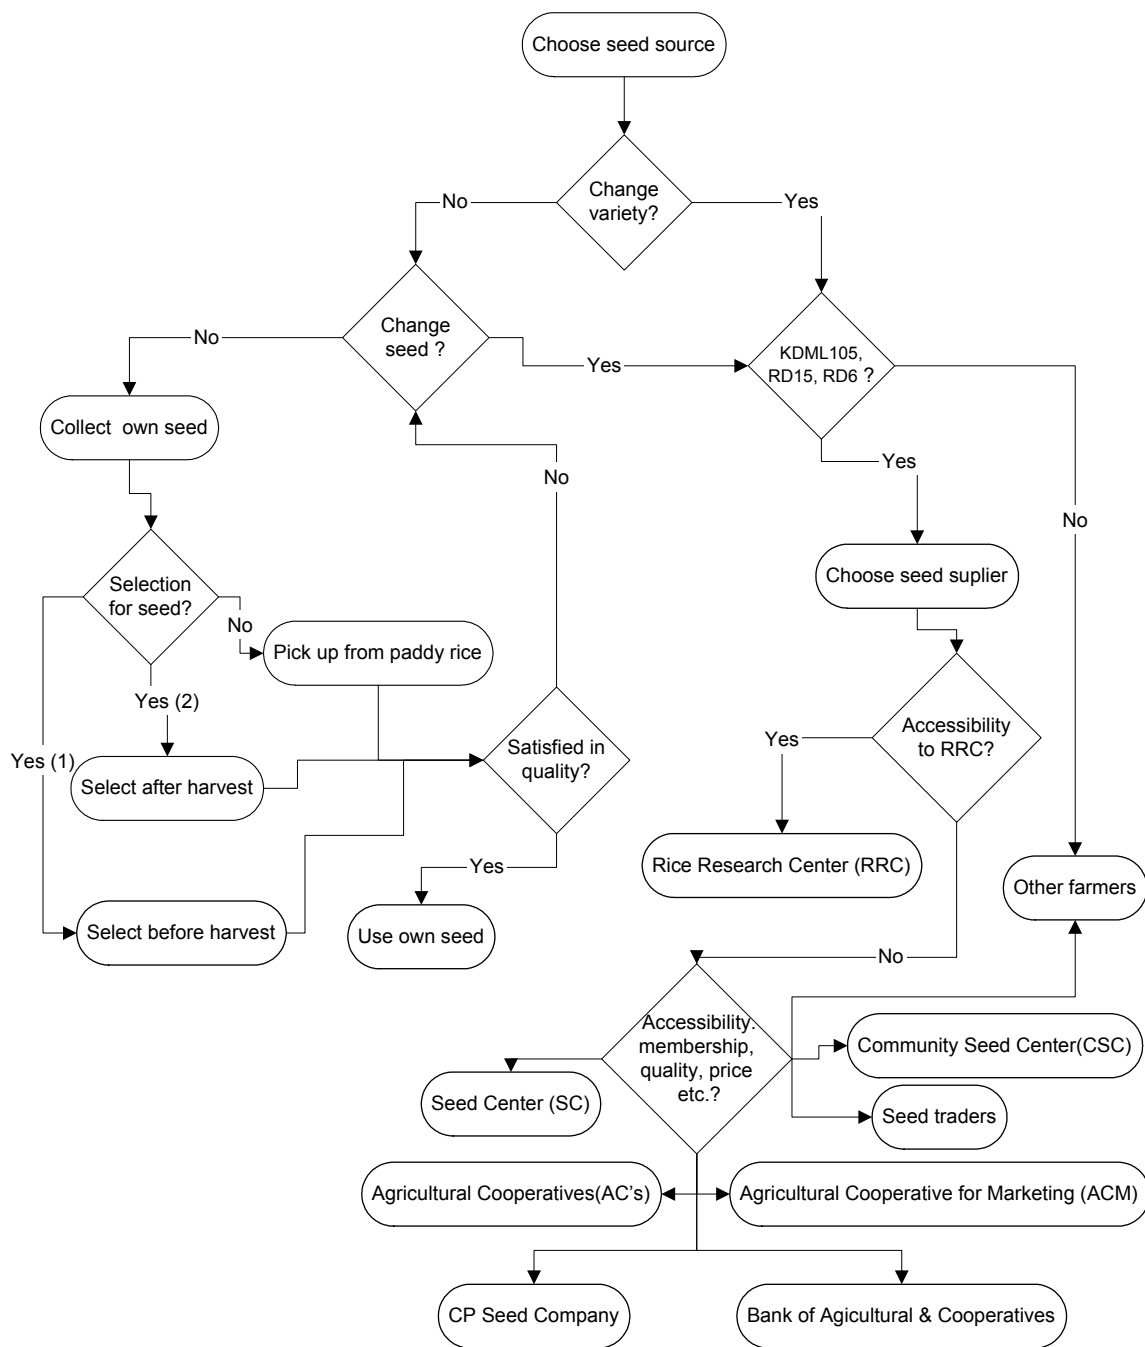 Choose seed source
Change
variety?
No
Yes
Change
seed ?
No
Yes
KDML105,
RD15, RD6 ?
Collect  own seed
Yes
No
No
Selection
for seed?
Choose seed suplier
No
Pick up from paddy rice
Yes (2)
Yes (1)
Select after harvest
Satisfied in
quality?
Accessibility
to RRC?
Yes
Yes
Rice Research Center (RRC)
Other farmers
Select before harvest
Use own seed
No
Accessibility.
membership,
quality, price
etc.?
Community Seed Center(CSC)
Seed Center (SC)
Seed traders
Agricultural Cooperatives(AC's)
Agricultural Cooperative for Marketing (ACM)
CP Seed Company
Bank of Agicultural & Cooperatives